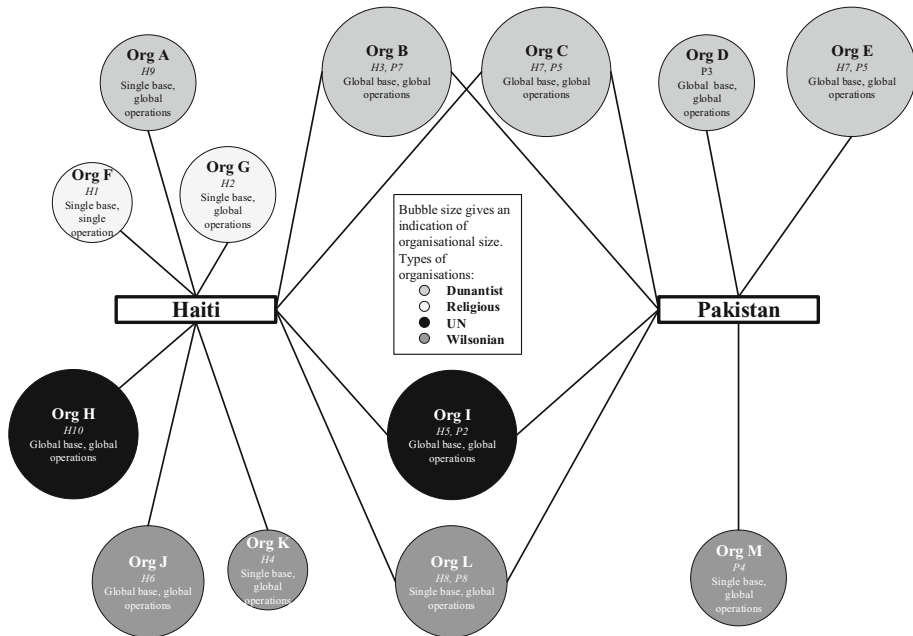 Org A
H9
Single base,
global
operations
Org B
H3, P7
Global base, global
operations
Org C
H7, P5
Global base, global
operations
Org D
P3
Global base,
global
operations
Org E
H7, P5
Global base, global
operations
Org F
H1
Single base,
single
operation
Org G
H2
Single base,
global
operations
Bubble size gives an
indication of
organisational size.
Types of
organisations:
Dunantist
Religious
UN
Wilsonian
Haiti
Pakistan
Org H
H10
Global base, global
operations
Org I
H5, P2
Global base, global
operations
Org J
H6
Global base, global
operations
Org K
H4
Single base,
global
operations
Org L
H8, P8
Single base, global
operations
Org M
P4
Single base,
global
operations